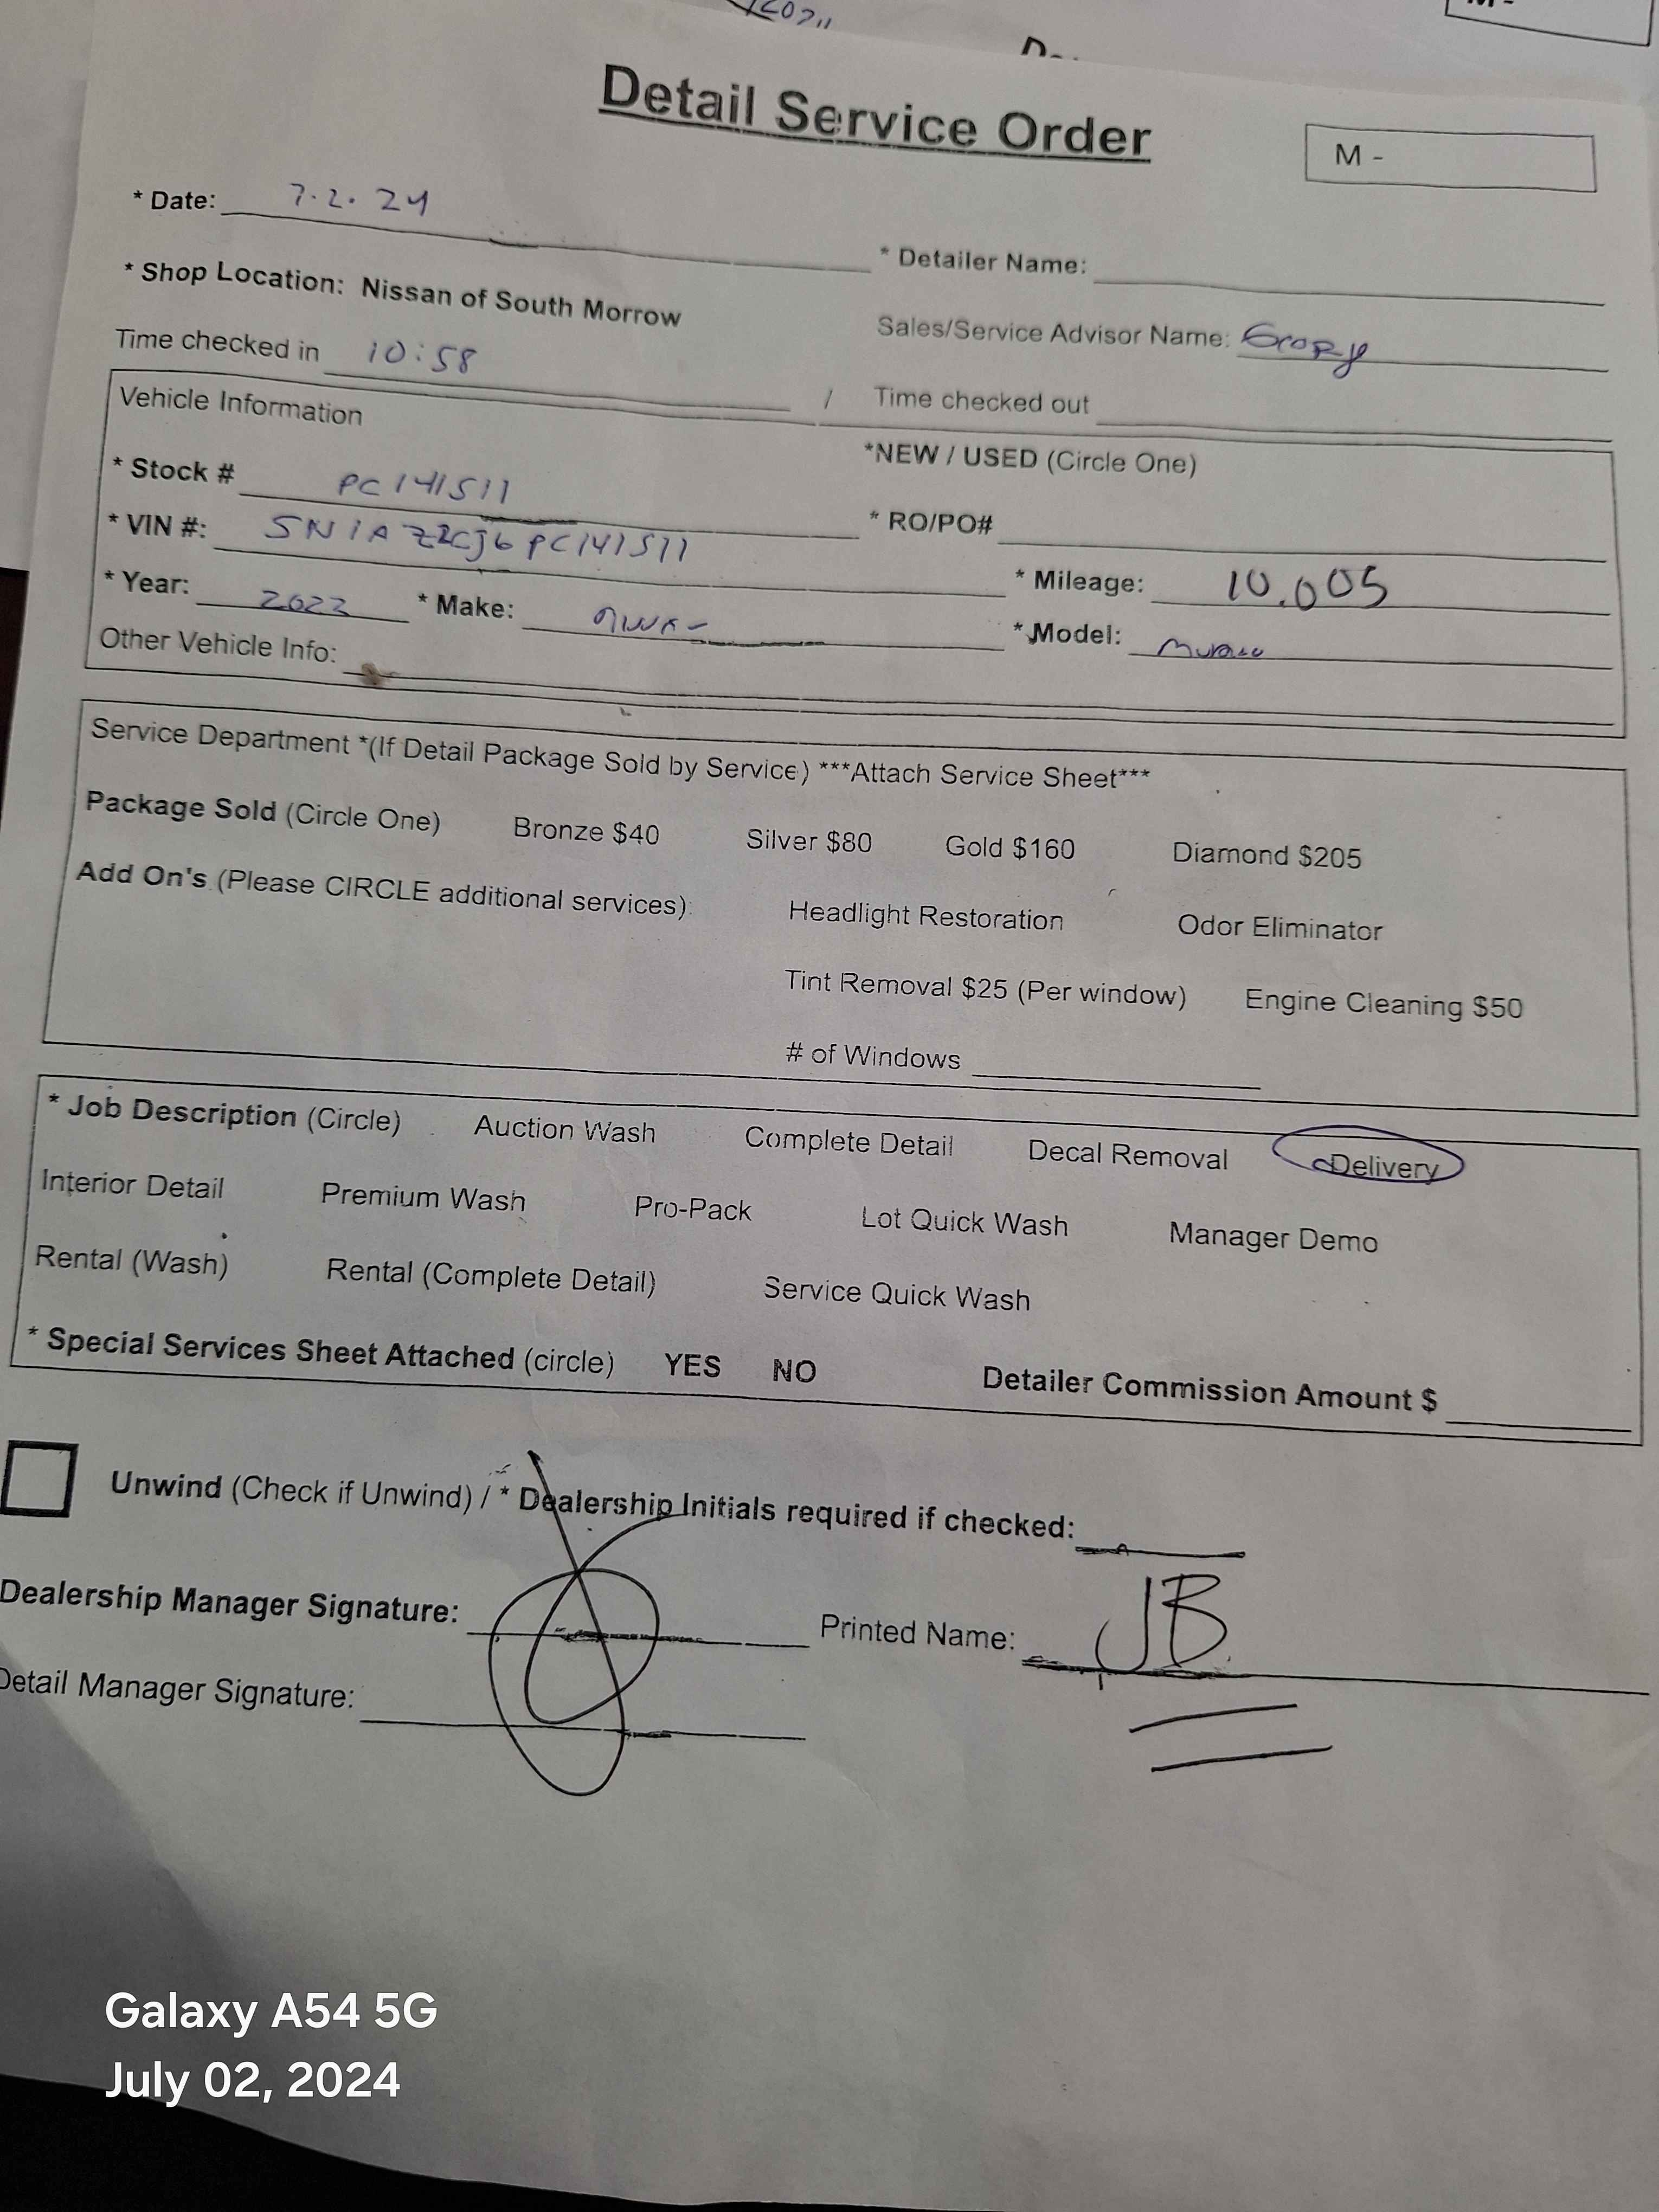 Detail Service Order
M -
* Date: 7.2.24
* Detailer Name:
* Shop Location: Nissan of South Morrow
Sales/Service Advisor Name:
Time checked in 10:58 / Time checked out
Vehicle Information
*NEW / USED (Circle One)
* Stock # PC141511
* RO/PO#
* VIN #: 5N1AZ2CJ6PC141511
* Mileage: 10.005
* Year: 2023 * Make:
* Model: Murano
Other Vehicle Info:
Service Department *(If Detail Package Sold by Service) ***Attach Service Sheet***
Package Sold (Circle One) Bronze $40 Silver $80 Gold $160 Diamond $205
Add On's (Please CIRCLE additional services) Headlight Restoration Odor Eliminator
Tint Removal $25 (Per window) Engine Cleaning $50
# of Windows
* Job Description (Circle) Auction Wash Complete Detail Decal Removal Delivery
Interior Detail Premium Wash Pro-Pack Lot Quick Wash Manager Demo
Rental (Wash) Rental (Complete Detail) Service Quick Wash
* Special Services Sheet Attached (circle) YES NO Detailer Commission Amount $
Unwind (Check if Unwind) / * Dealership Initials required if checked:
Dealership Manager Signature: Printed Name: JB
Detail Manager Signature:
Galaxy A54 5G
July 02, 2024